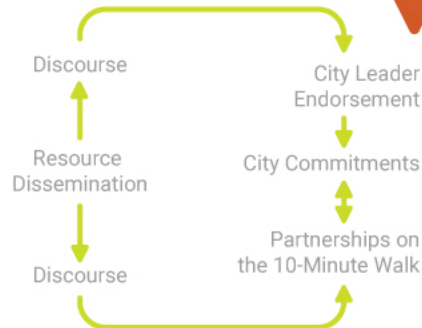 Discourse
City Leader
Endorsement
Resource
Dissemination
City Commitments
Partnerships on
the 10-Minute Walk
Discourse